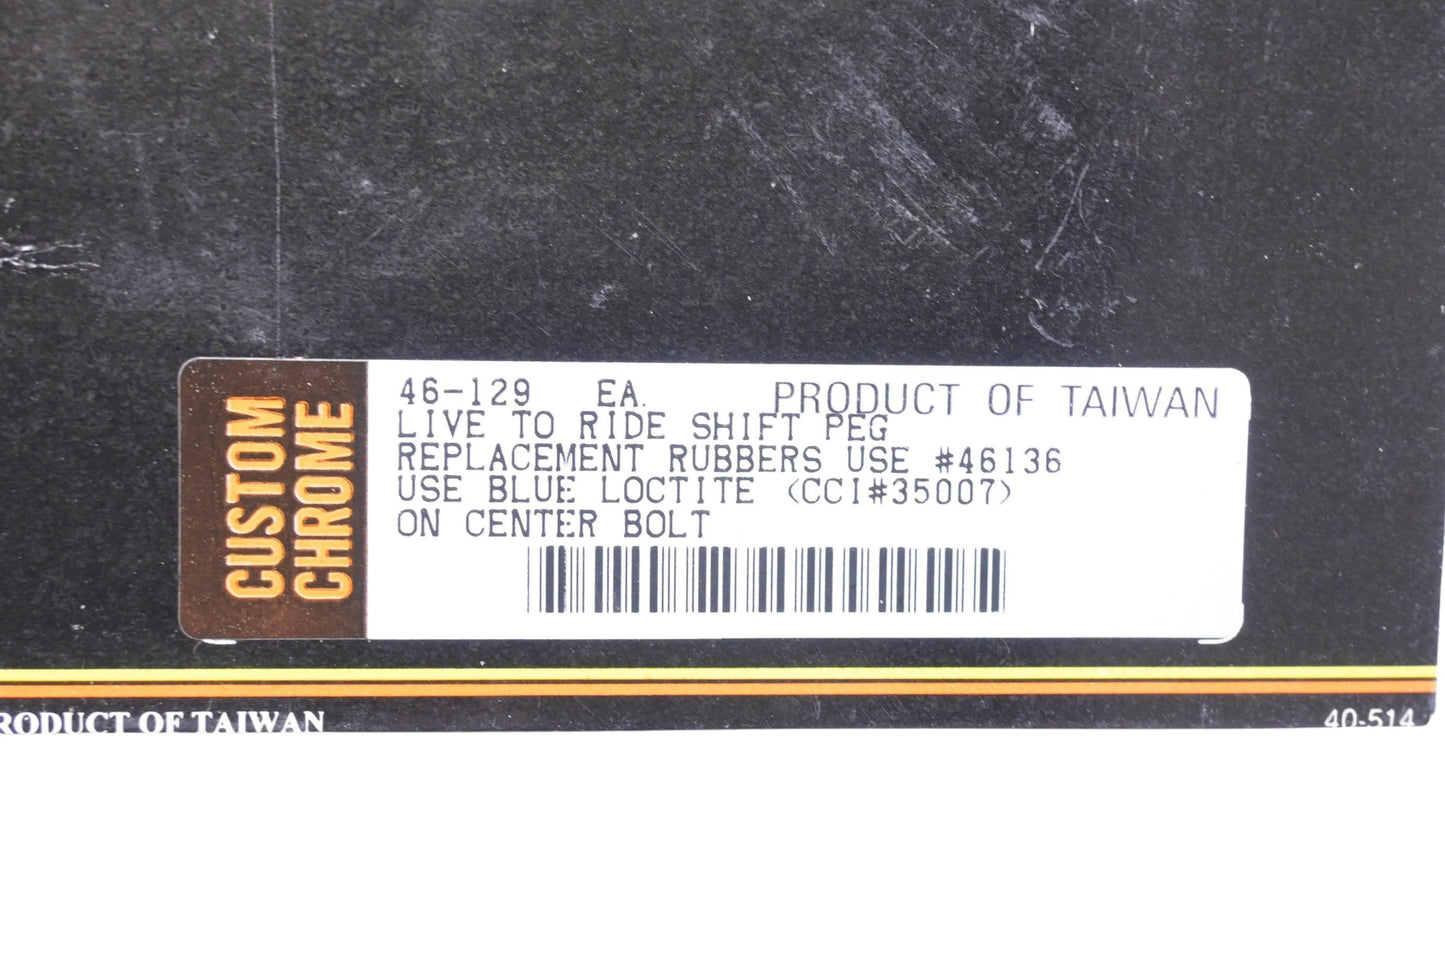 CUSTOM
CHROME
46-129 EA. PRODUCT OF TAIWAN
LIVE TO RIDE SHIFT PEG
REPLACEMENT RUBBERS USE #46136
USE BLUE LOCTITE (CCI#35007)
ON CENTER BOLT
RODUCT OF TAIWAN
40-514